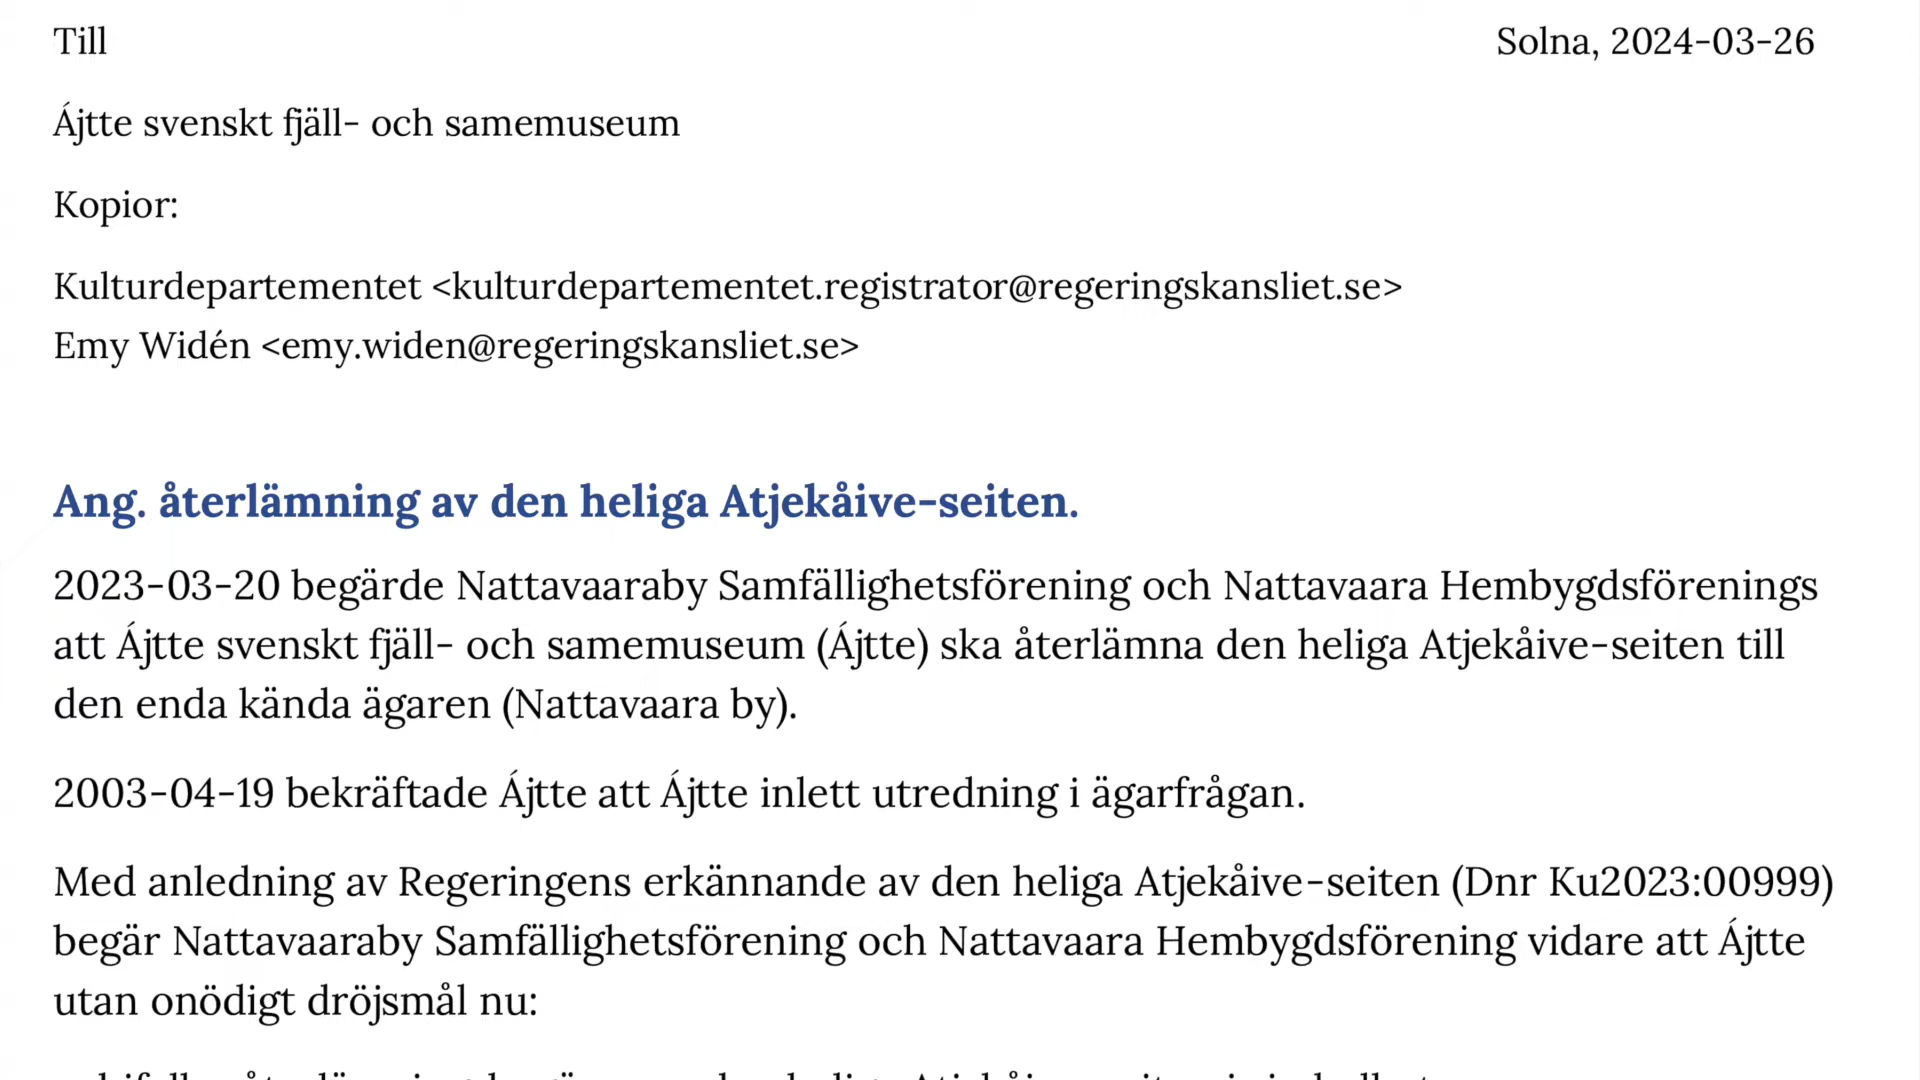 Till
Solna, 2024-03-26
Ájtte svenskt fjäll- och samemuseum
Kopior:
Kulturdepartementet <kulturdepartementet.registrator@regeringskansliet.se>
Emy Widén <emy.widen@regeringskansliet.se>
Ang. återlämning av den heliga Atjekåive-seiten.
2023-03-20 begärde Nattavaaraby Samfällighetsförening och Nattavaara Hembygdsförenings
att Ájtte svenskt fjäll- och samemuseum (Ájtte) ska återlämna den heliga Atjekåive-seiten till
den enda kända ägaren (Nattavaara by).
2003-04-19 bekräftade Ájtte att Ájtte inlett utredning i ägarfrågan.
Med anledning av Regeringens erkännande av den heliga Atjekåive-seiten (Dnr Ku2023:00999)
begär Nattavaaraby Samfällighetsförening och Nattavaara Hembygdsförening vidare att Ájtte
utan onödigt dröjsmål nu: